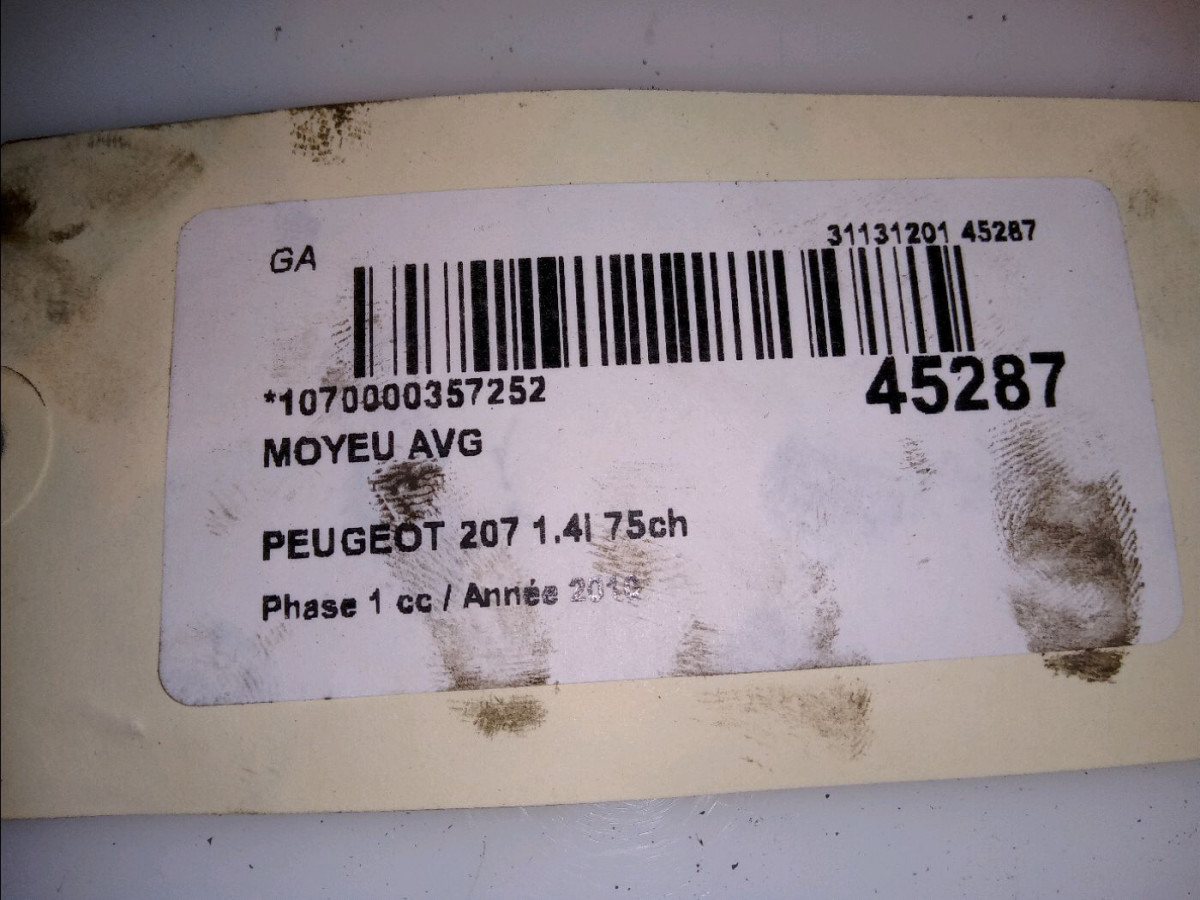 GA
31131201 45287
*1070000357252
45287
MOYEU AVG
PEUGEOT 207 1.4l 75ch
Phase 1 cc / Année